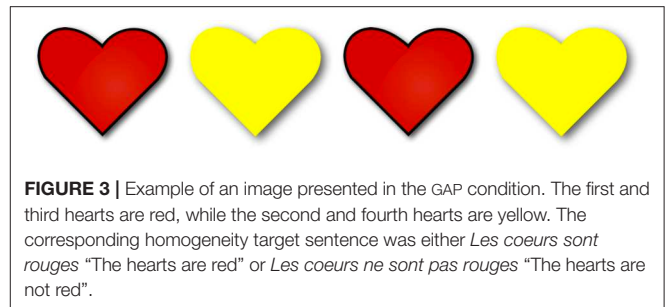 FIGURE 3 | Example of an image presented in the GAP condition. The first and
third hearts are red, while the second and fourth hearts are yellow. The
corresponding homogeneity target sentence was either Les coeurs sont
rouges “The hearts are red” or Les coeurs ne sont pas rouges “The hearts are
not red”.